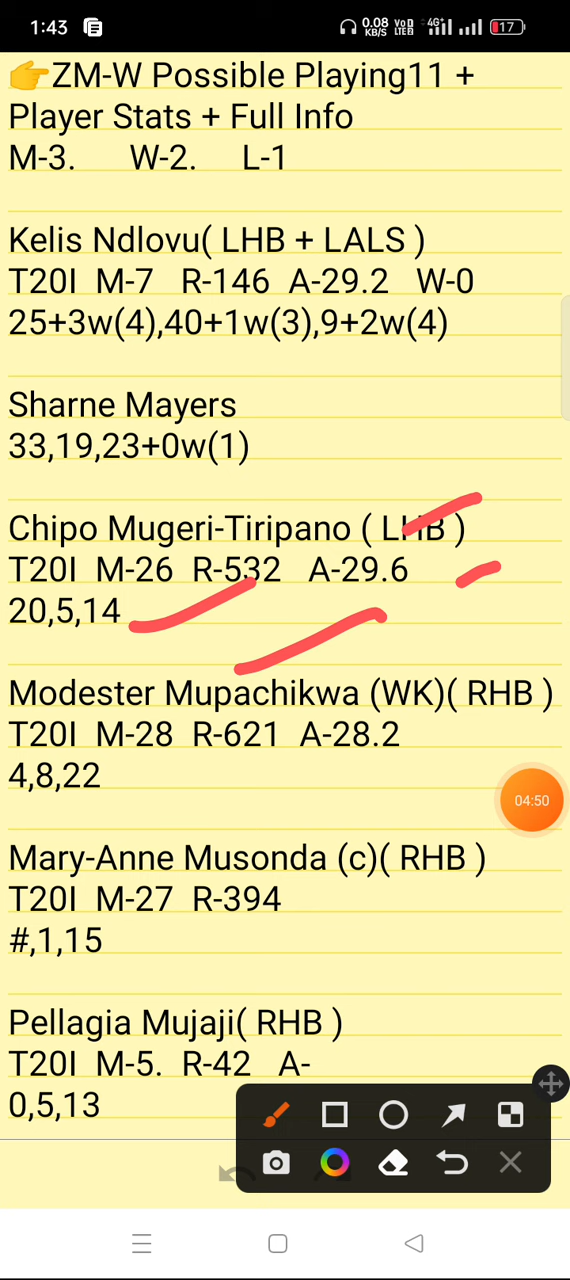 1:43
0.08
KB/S
Vo
LTE2
4G+
17
👉ZM-W Possible Playing11 +
Player Stats + Full Info
M-3. W-2. L-1
Kelis Ndlovu( LHB + LALS )
T20I M-7 R-146 A-29.2 W-0
25+3w(4),40+1w(3),9+2w(4)
Sharne Mayers
33,19,23+0w(1)
Chipo Mugeri-Tiripano ( LHB )
T20I M-26 R-532 A-29.6
20,5,14
Modester Mupachikwa (WK)( RHB )
T20I M-28 R-621 A-28.2
4,8,22
04:50
Mary-Anne Musonda (c)( RHB )
T20I M-27 R-394
#,1,15
Pellagia Mujaji( RHB )
T20I M-5. R-42 A-
0,5,13